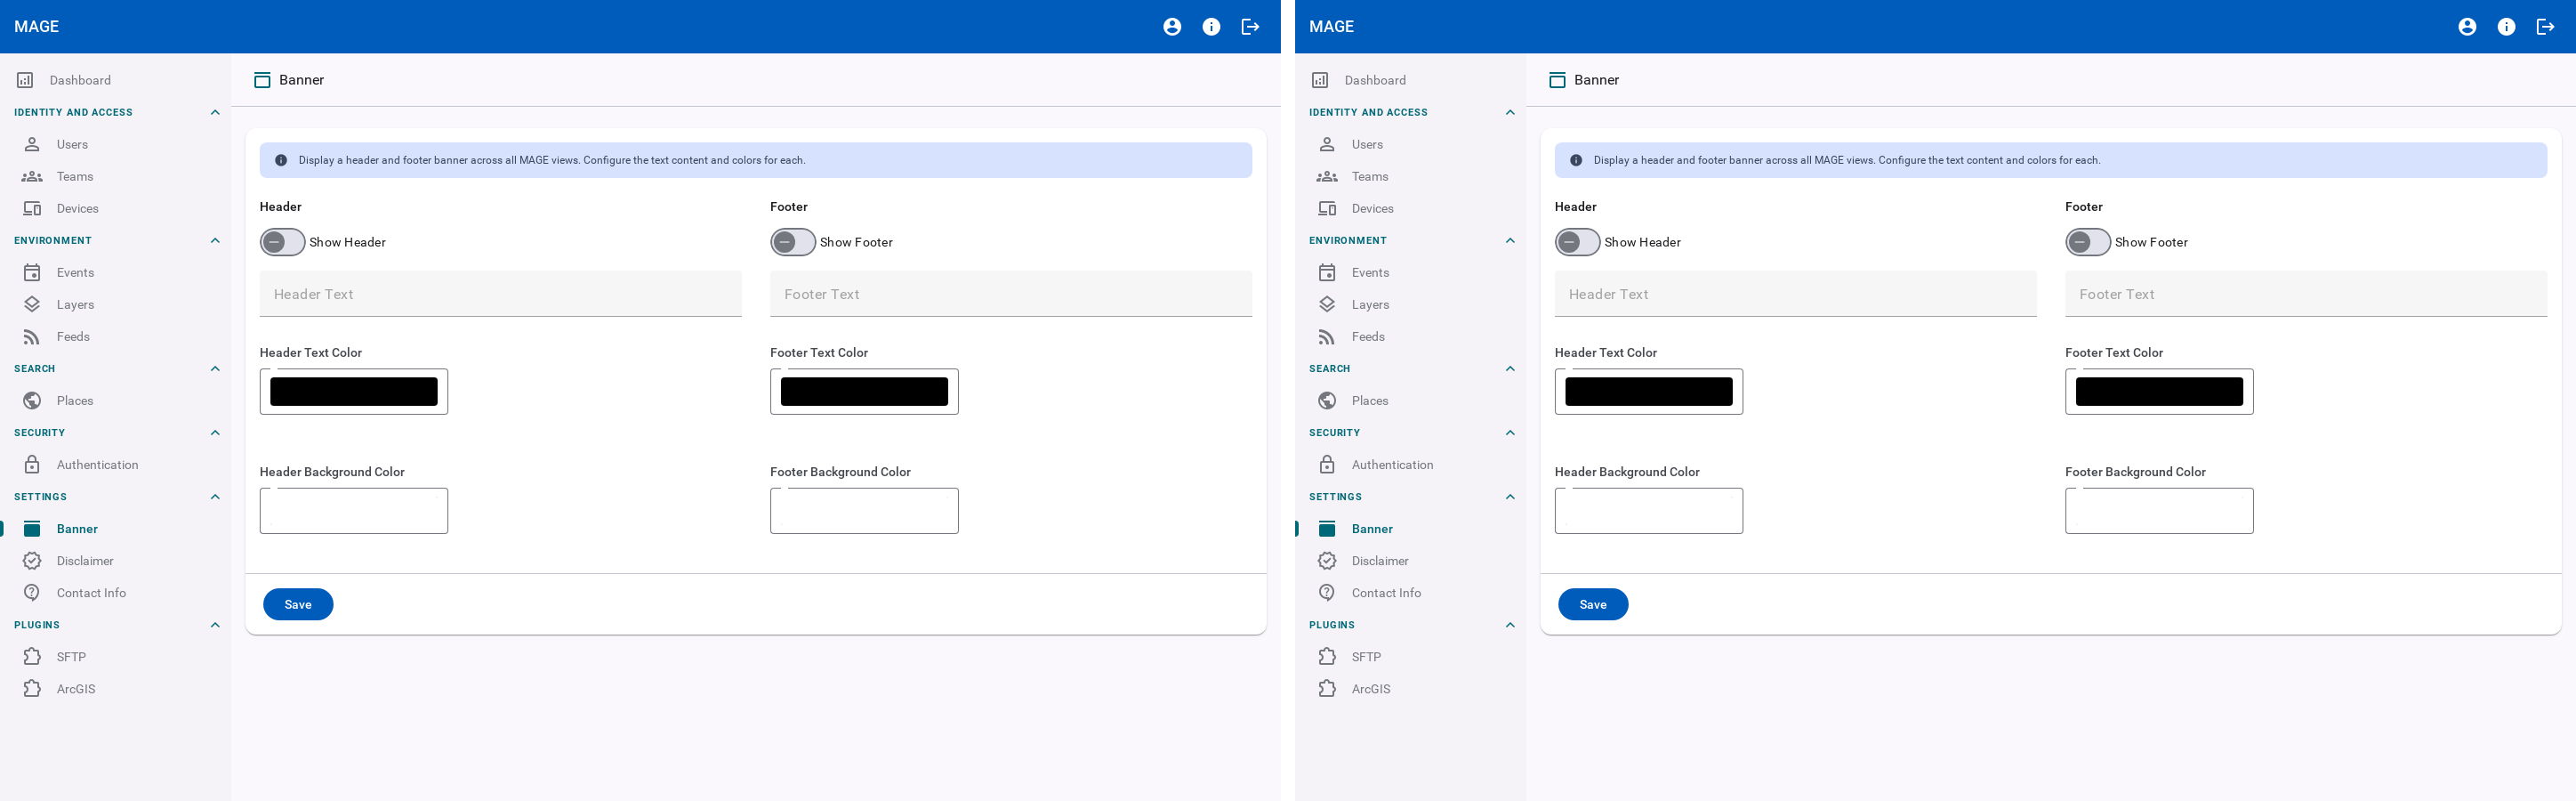 MAGE
Dashboard
IDENTITY AND ACCESS
Users
Teams
Devices
ENVIRONMENT
Events
Layers
Feeds
SEARCH
Places
SECURITY
Authentication
SETTINGS
Banner
Disclaimer
Contact Info
PLUGINS
SFTP
ArcGIS
Banner
Display a header and footer banner across all MAGE views. Configure the text content and colors for each.
Header
Show Header
Header Text
Header Text Color
Header Background Color
Footer
Show Footer
Footer Text
Footer Text Color
Footer Background Color
Save
MAGE
Dashboard
IDENTITY AND ACCESS
Users
Teams
Devices
ENVIRONMENT
Events
Layers
Feeds
SEARCH
Places
SECURITY
Authentication
SETTINGS
Banner
Disclaimer
Contact Info
PLUGINS
SFTP
ArcGIS
Banner
Display a header and footer banner across all MAGE views. Configure the text content and colors for each.
Header
Show Header
Header Text
Header Text Color
Header Background Color
Footer
Show Footer
Footer Text
Footer Text Color
Footer Background Color
Save